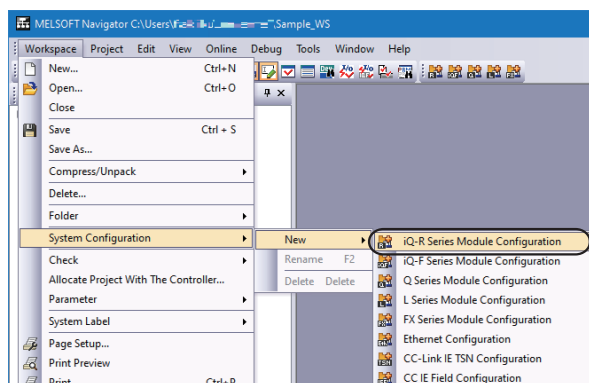 MELSOFT Navigator C:\Users\ Sample_WS
Workspace Project Edit View Online Debug Tools Window Help
New... Ctrl+N
Open... Ctrl+O
Close
Save Ctrl + S
Save As...
Compress/Unpack
Delete...
Folder
System Configuration New iQ-R Series Module Configuration
Check Rename F2 iQ-F Series Module Configuration
Allocate Project With The Controller... Delete Delete Q Series Module Configuration
Parameter L Series Module Configuration
System Label FX Series Module Configuration
Page Setup... Ethernet Configuration
Print Preview CC-Link IE TSN Configuration
Print Ctrl+P CC IE Field Configuration